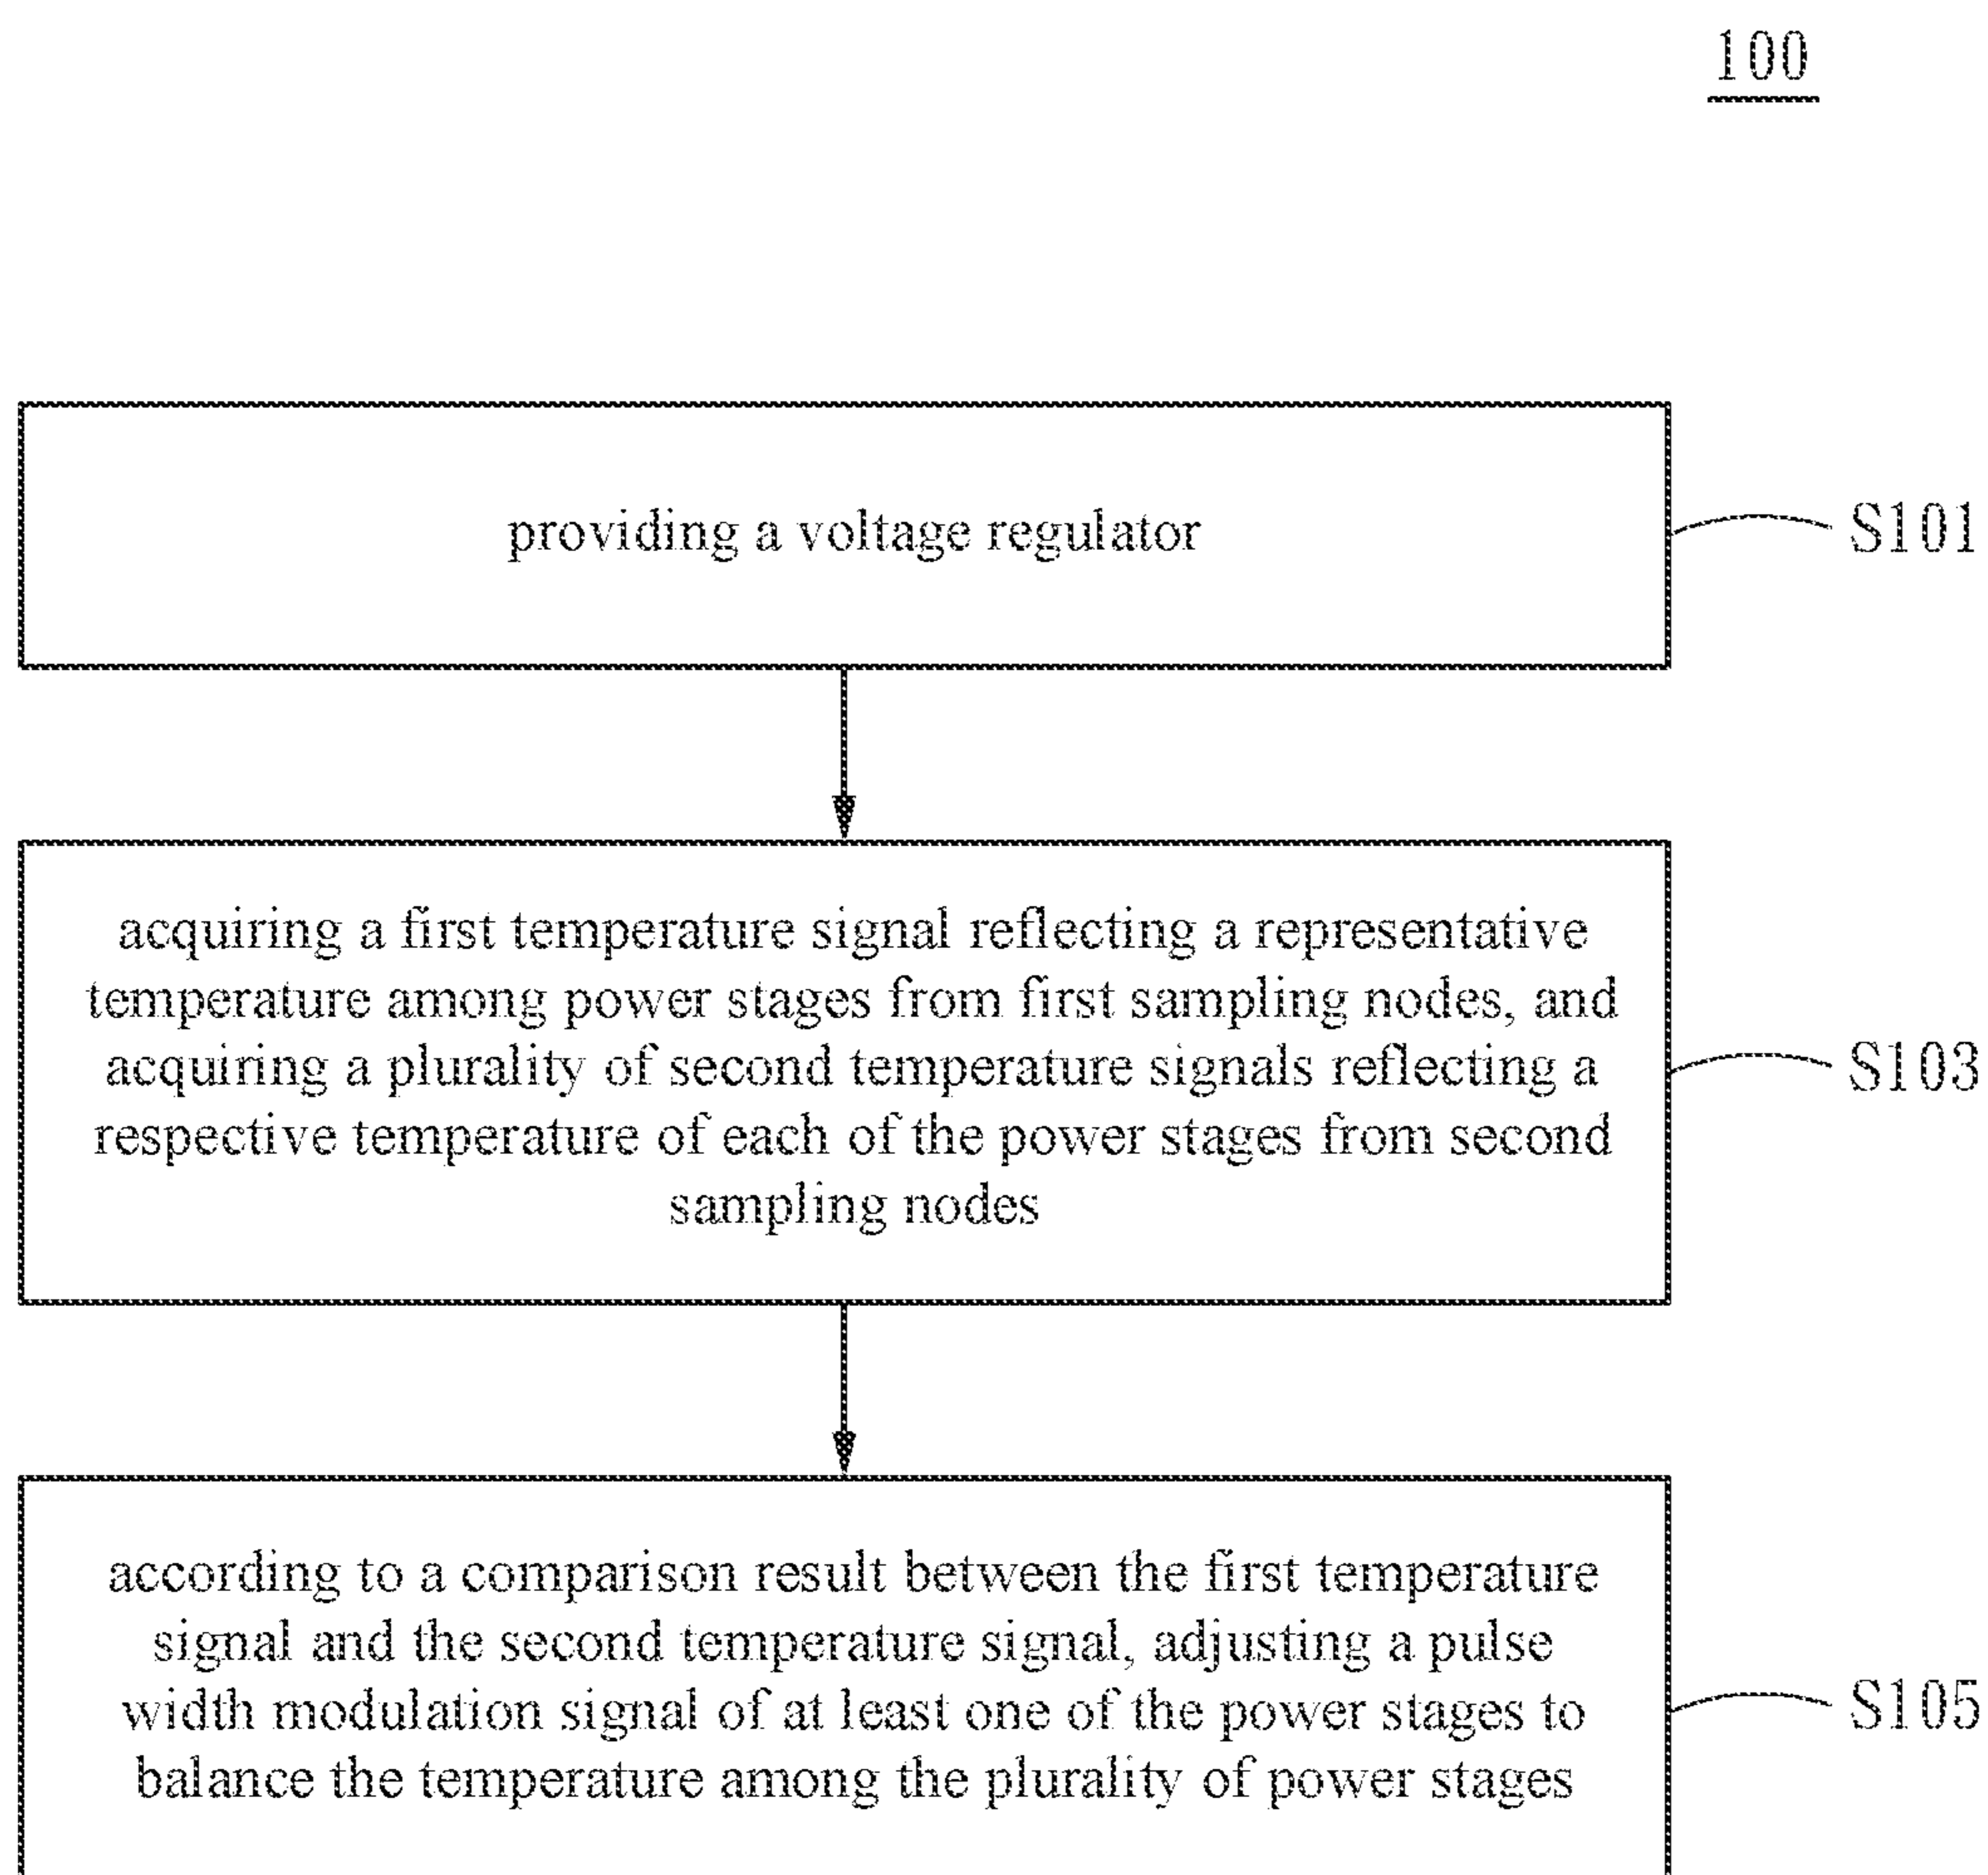 100
providing a voltage regulator
S101
acquiring a first temperature signal reflecting a representative
temperature among power stages from first sampling nodes, and
acquiring a plurality of second temperature signals reflecting a
respective temperature of each of the power stages from second
sampling nodes
S103
according to a comparison result between the first temperature
signal and the second temperature signal, adjusting a pulse
width modulation signal of at least one of the power stages to
balance the temperature among the plurality of power stages
S105